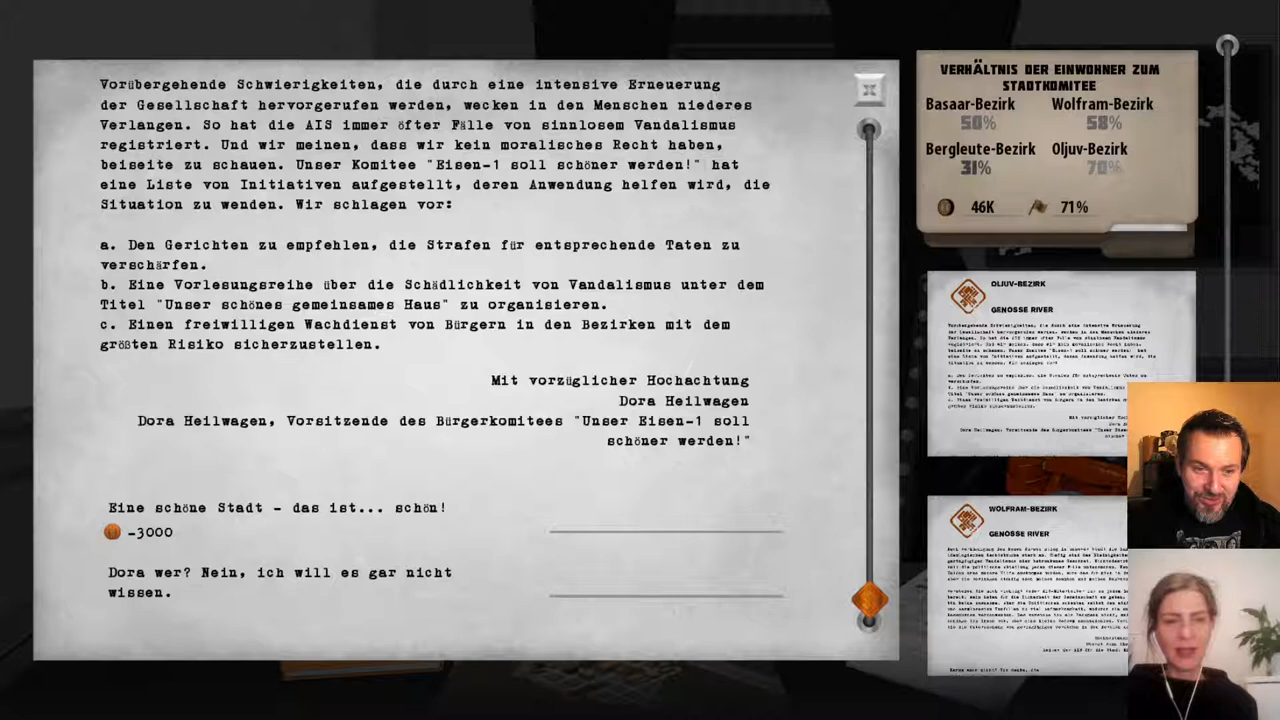 Vorübergehende Schwierigkeiten, die durch eine intensive Erneuerung
der Gesellschaft hervorgerufen werden, wecken in den Menschen niederes
Verlangen. So hat die AIS immer öfter Fälle von sinnlosem Vandalismus
registriert. Und wir meinen, dass wir kein moralisches Recht haben,
beiseite zu schauen. Unser Komitee "Eisen-1 soll schöner werden!" hat
eine Liste von Initiativen aufgestellt, deren Anwendung helfen wird, die
Situation zu wenden. Wir schlagen vor:
a. Den Gerichten zu empfehlen, die Strafen für entsprechende Taten zu
verschärfen.
b. Eine Vorlesungsreihe über die Schädlichkeit von Vandalismus unter dem
Titel "Unser schönes gemeinsames Haus" zu organisieren.
c. Einen freiwilligen Wachdienst von Bürgern in den Bezirken mit dem
größten Risiko sicherzustellen.
Mit vorzüglicher Hochachtung
Dora Heilwagen
Dora Heilwagen, Vorsitzende des Bürgerkomitees "Unser Eisen-1 soll
schöner werden!"
Eine schöne Stadt - das ist... schön!
-3000
Dora wer? Nein, ich will es gar nicht
wissen.
VERHÄLTNIS DER EINWOHNER ZUM
STADTKOMITEE
Basaar-Bezirk Wolfram-Bezirk
50% 58%
Bergleute-Bezirk Oljuv-Bezirk
31% 70%
46K 71%
OLJUV-BEZIRK
GENOSSE RIVER
WOLFRAM-BEZIRK
GENOSSE RIVER